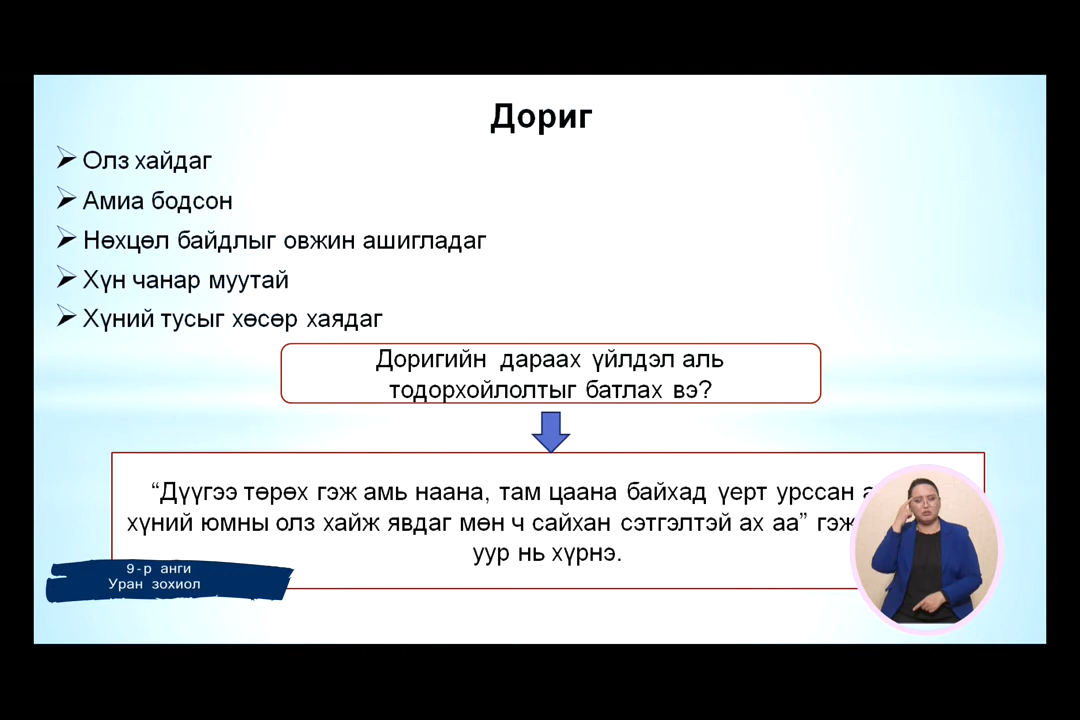 Дориг
Олз хайдаг
Амиа бодсон
Нөхцөл байдлыг овжин ашигладаг
Хүн чанар муутай
Хүний тусыг хөсөр хаядаг
Доригийн дараах үйлдэл аль
тодорхойлолтыг батлах вэ?
“Дүүгээ төрөх гэж амь наана, там цаана байхад үерт урссан
хүний юмны олз хайж явдаг мөн ч сайхан сэтгэлтэй ах аа” гэж
уур нь хүрнэ.
9-р анги
Уран зохиол